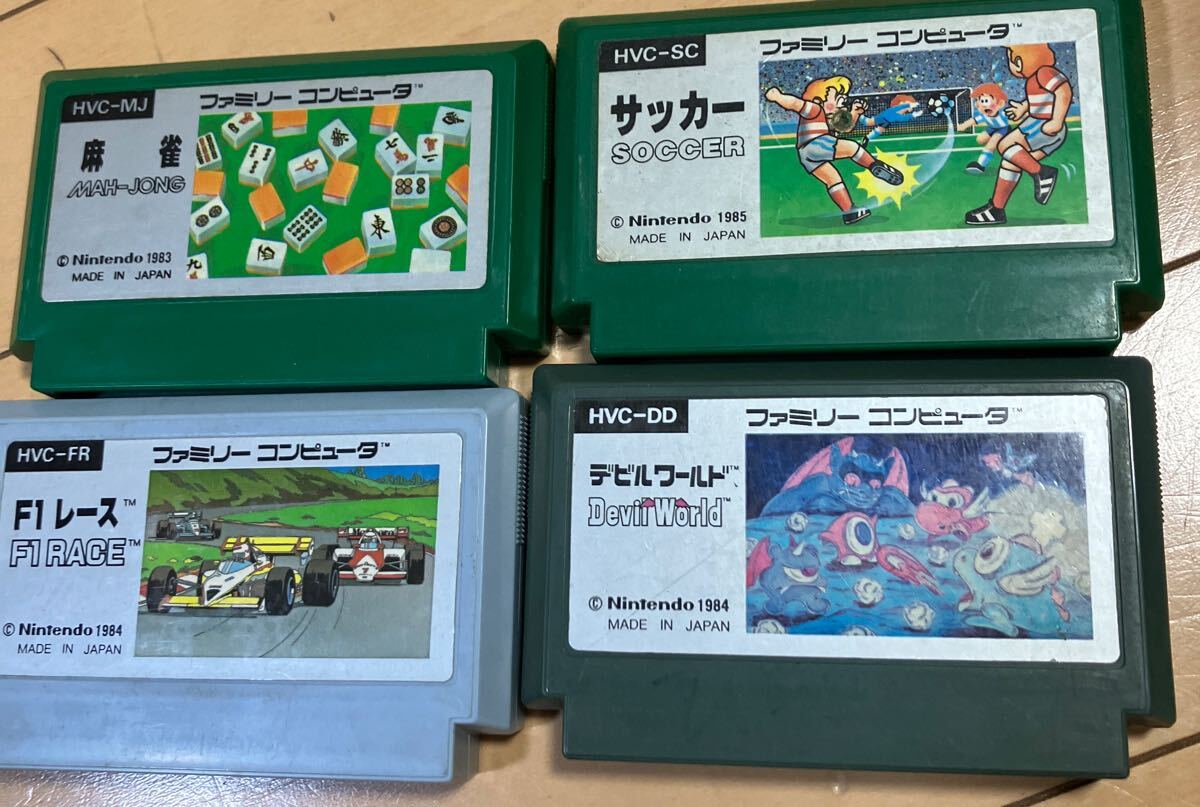 HVC-MJ
ファミリー コンピュータ™
麻雀
MAH-JONG
© Nintendo 1983
MADE IN JAPAN
東
九
HVC-SC
ファミリー コンピュータ™
サッカー
SOCCER
© Nintendo 1985
MADE IN JAPAN
HVC-FR
ファミリー コンピュータ™
F1 レース™
F1 RACE™
© Nintendo 1984
MADE IN JAPAN
HVC-DD
ファミリー コンピュータ™
デビルワールド™
Devil World™
© Nintendo 1984
MADE IN JAPAN